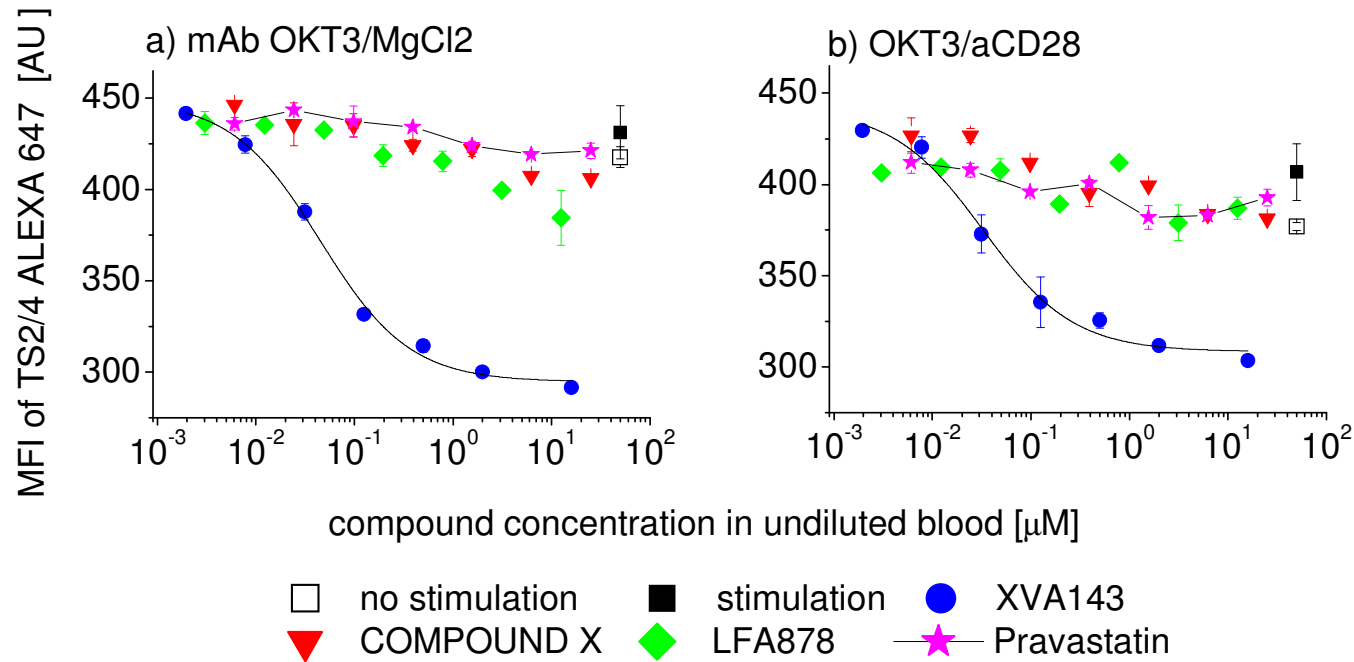 MFI of TS2/4 ALEXA 647 [AU ]
a) mAb OKT3/MgCl2
b) OKT3/aCD28
450
400
350
300
450
400
350
300
10⁻³ 10⁻² 10⁻¹ 10⁰ 10¹ 10²
10⁻³ 10⁻² 10⁻¹ 10⁰ 10¹ 10²
compound concentration in undiluted blood [μM]
no stimulation stimulation XVA143
COMPOUND X LFA878 Pravastatin